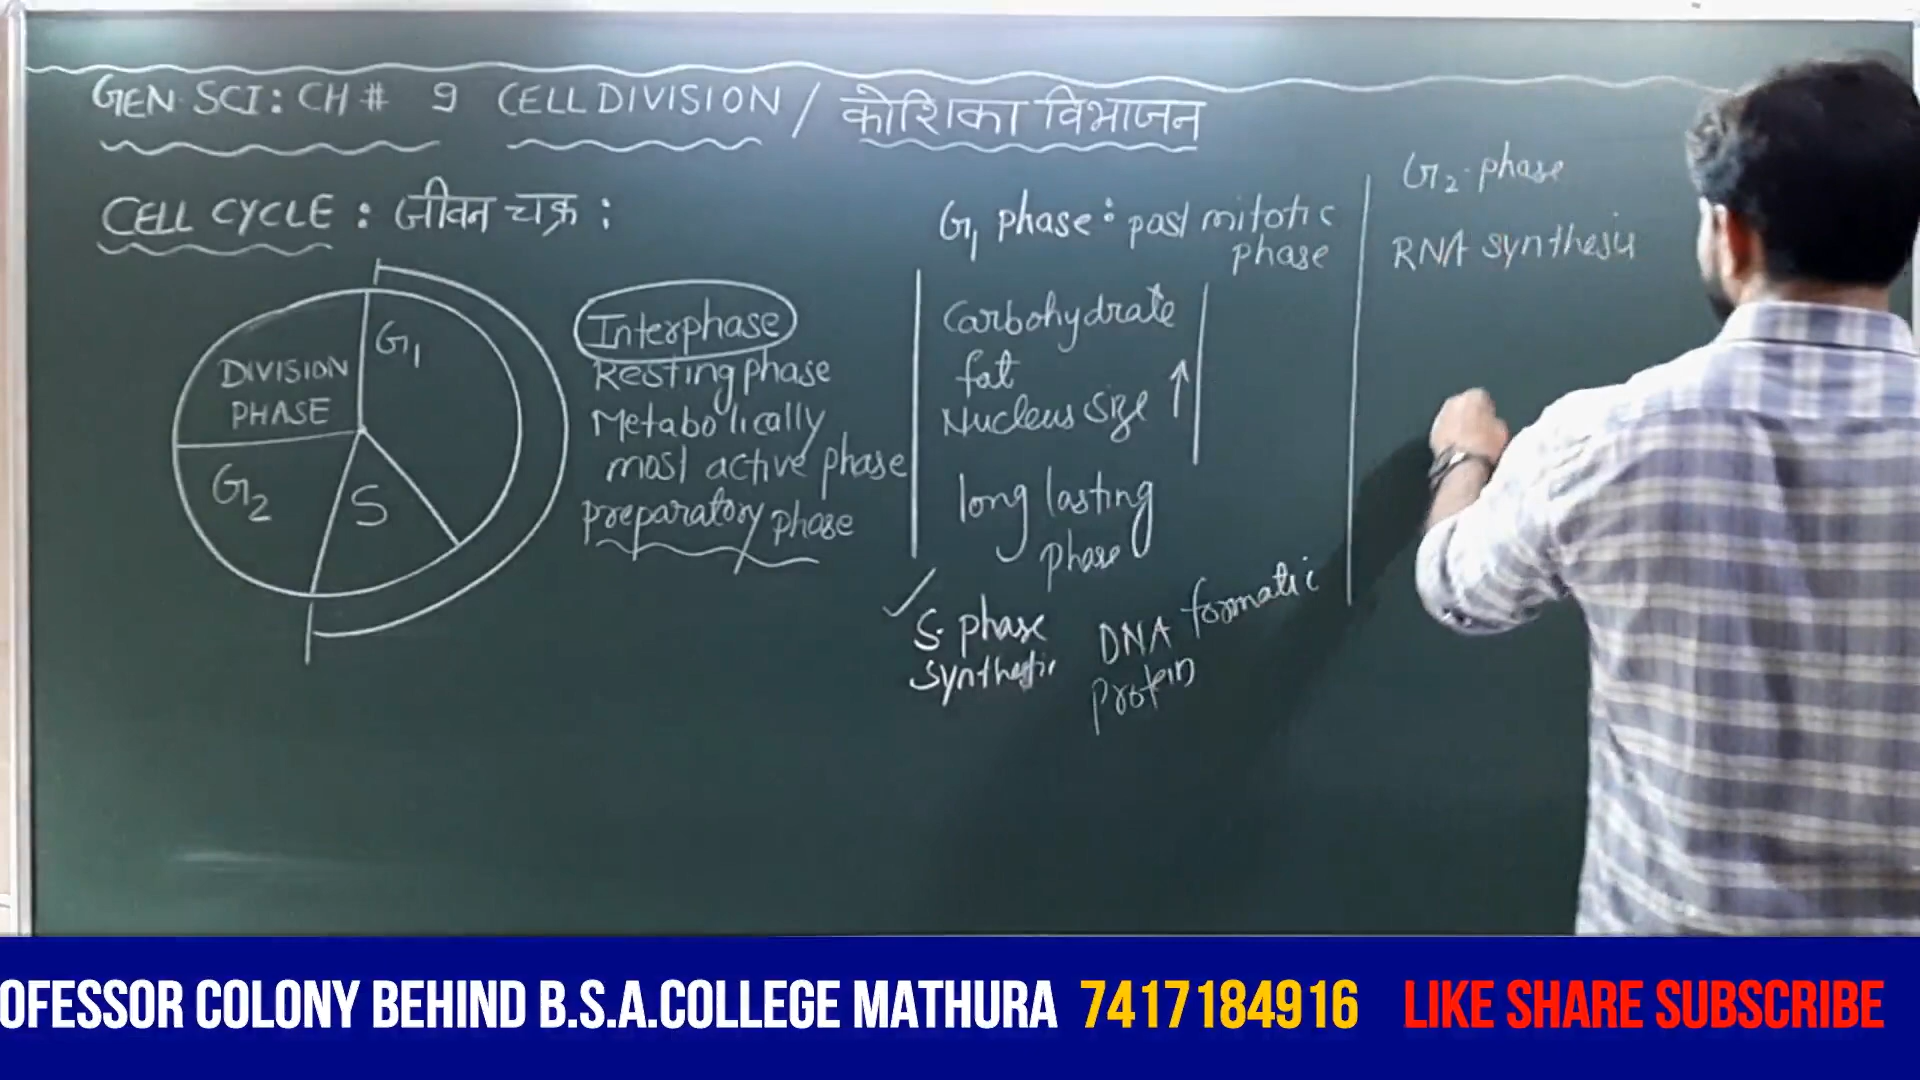 GEN. SCI: CH # 9 CELL DIVISION / कोशिका विभाजन
CELL CYCLE : जीवन चक्र :
DIVISION
PHASE
G1
G2
S
Interphase
Resting phase
Metabolically
most active phase
preparatory phase
G1 phase: post mitotic
phase
Carbohydrate
fat
Nucleus size ↑
long lasting
phase
S. phase
synthesis
DNA formatic
protein
G2. phase
RNA synthesis
OFESSOR COLONY BEHIND B.S.A.COLLEGE MATHURA 7417184916 LIKE SHARE SUBSCRIBE